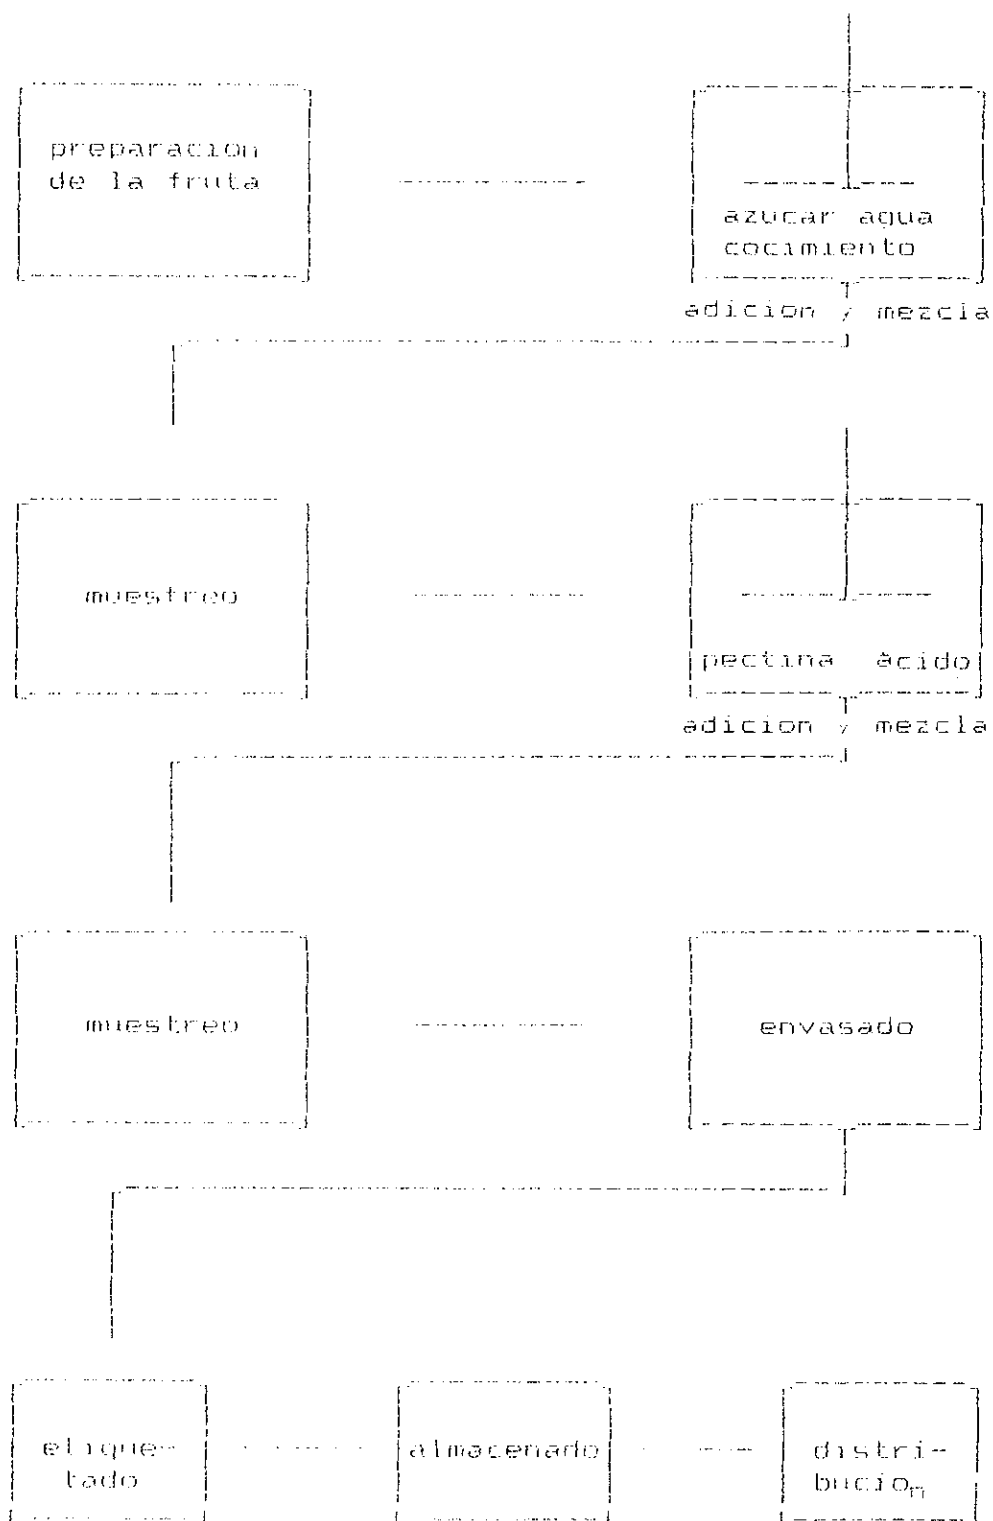 preparacion
de la fruta
azucar agua
cocimiento
adicion y mezcla
muestreo
pectina ácido
adicion y mezcla
muestreo
envasado
etique-
tado
almacenado
distri-
bucion